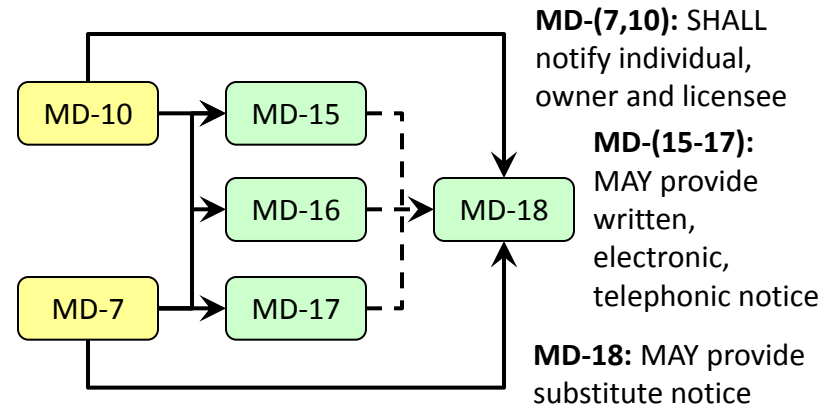 MD-10
MD-15
MD-16
MD-18
MD-7
MD-17
MD-(7,10): SHALL
notify individual,
owner and licensee
MD-(15-17):
MAY provide
written,
electronic,
telephonic notice
MD-18: MAY provide
substitute notice